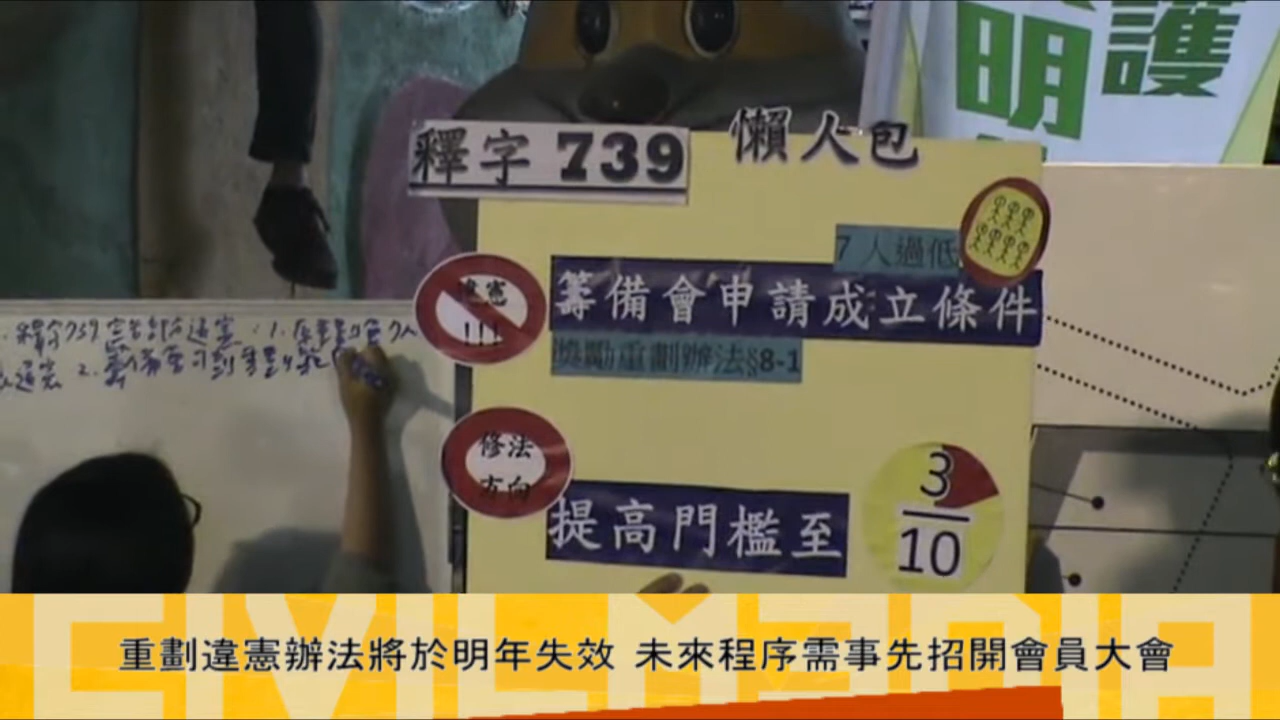 明
護
釋字 739
懶人包
7人過低
違憲
!!!
籌備會申請成立條件
獎勵重劃辦法§8-1
修法
方向
提高門檻至
3
10
重劃違憲辦法將於明年失效 未來程序需事先招開會員大會
CIVILMEDIA